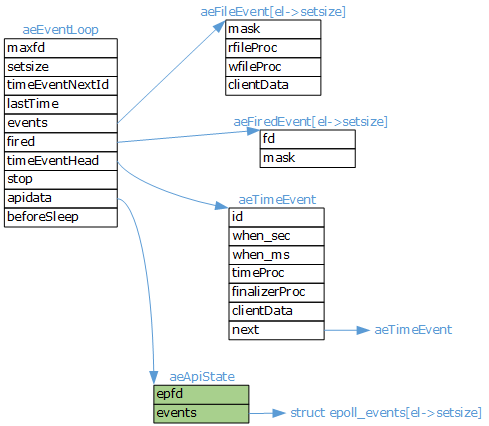 aeEventLoop
maxfd
setsize
timeEventNextId
lastTime
events
fired
timeEventHead
stop
apidata
beforeSleep
aeFileEvent[el->setsize]
mask
rfileProc
wfileProc
clientData
aeFiredEvent[el->setsize]
fd
mask
aeTimeEvent
id
when_sec
when_ms
timeProc
finalizerProc
clientData
next
aeTimeEvent
aeApiState
epfd
events
struct epoll_events[el->setsize]